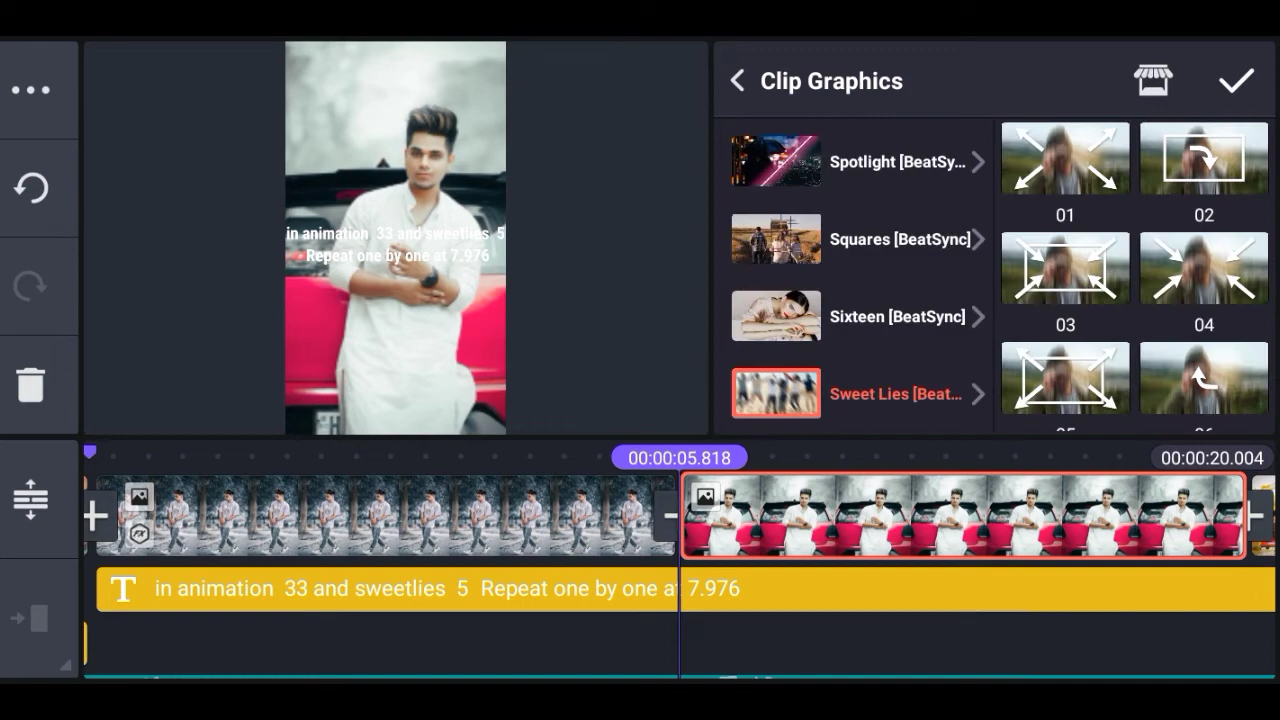 Clip Graphics
in animation 33 and sweetlies 5
Repeat one by one at 7.976
Spotlight [BeatSy...
Squares [BeatSync]
Sixteen [BeatSync]
Sweet Lies [Beat...
01
02
03
04
00:00:05.818
00:00:20.004
T in animation 33 and sweetlies 5 Repeat one by one at 7.976